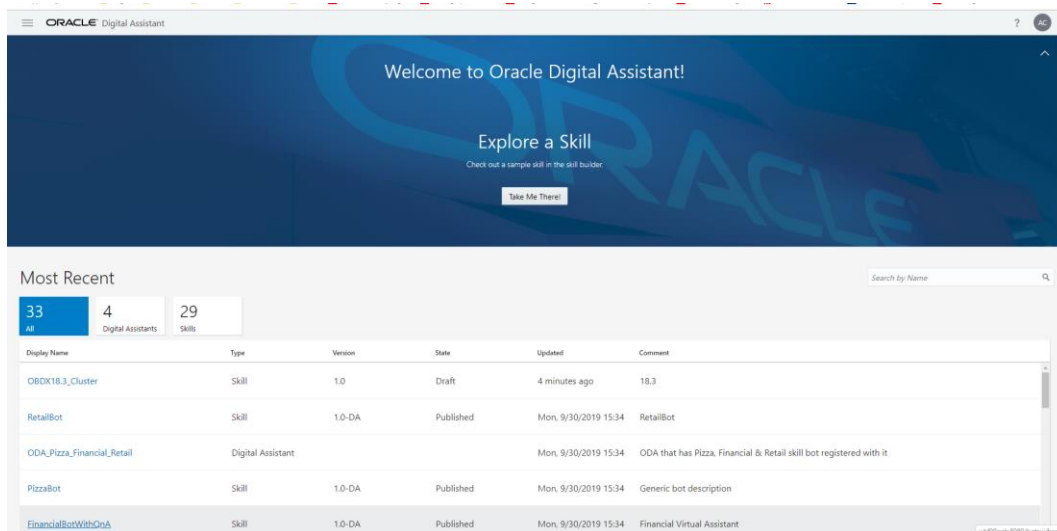 ORACLE Digital Assistant ? AC
Welcome to Oracle Digital Assistant!
Explore a Skill
Check out a sample skill in the skill builder.
Take Me There!
ORACLE
Most Recent
Search by Name
33 4 29
All Digital Assistants Skills
Display Name Type Version State Updated Comment
OBDX18.3_Cluster Skill 1.0 Draft 4 minutes ago 18.3
RetailBot Skill 1.0-DA Published Mon, 9/30/2019 15:34 RetailBot
ODA_Pizza_Financial_Retail Digital Assistant Mon, 9/30/2019 15:34 ODA that has Pizza, Financial & Retail skill bot registered with it
PizzaBot Skill 1.0-DA Published Mon, 9/30/2019 15:34 Generic bot description
FinancialBotWithQnA Skill 1.0-DA Published Mon, 9/30/2019 15:34 Financial Virtual Assistant